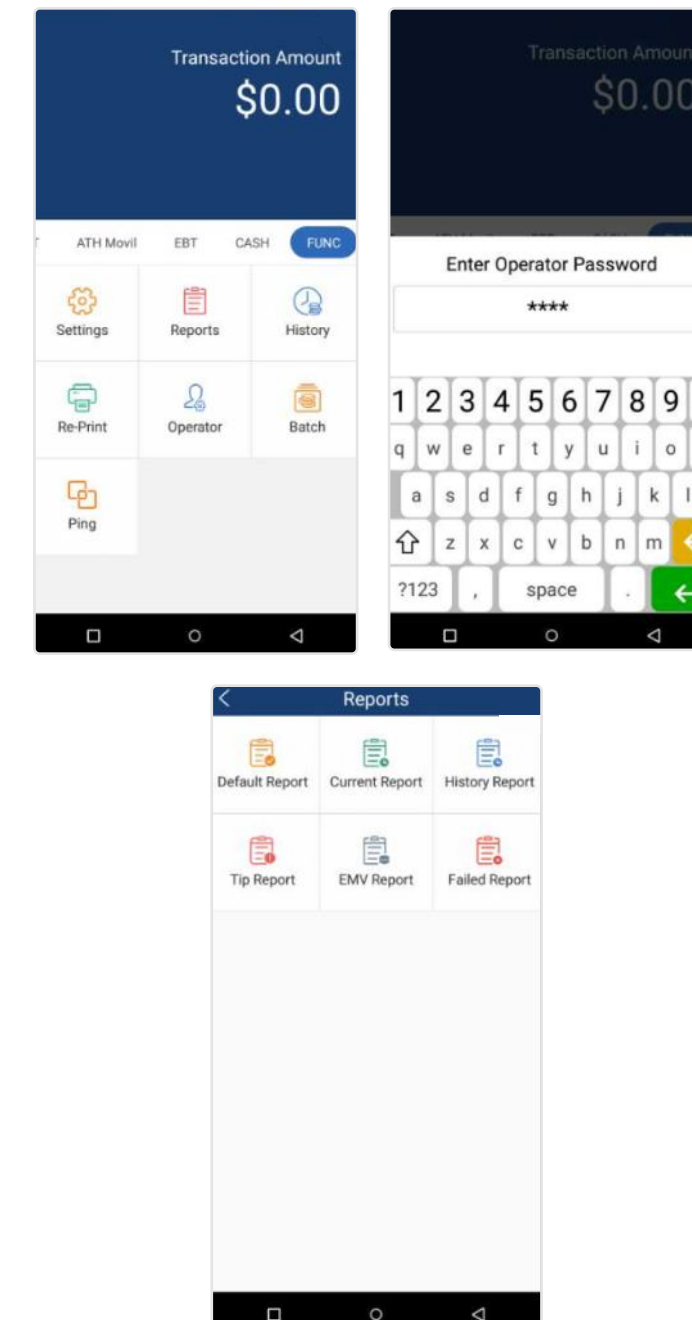 Transaction Amount
$0.00
ATH Movil EBT CASH FUNC
Settings Reports History
Re-Print Operator Batch
Ping
Transaction Amoun
$0.00
Enter Operator Password
****
1 2 3 4 5 6 7 8 9
q w e r t y u i o
a s d f g h j k l
z x c v b n m
?123 , space .
Reports
Default Report Current Report History Report
Tip Report EMV Report Failed Report